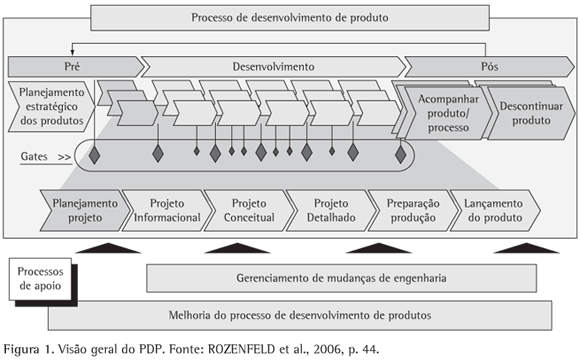 Processo de desenvolvimento de produto
Pré
Desenvolvimento
Pós
Planejamento
estratégico
dos produtos
Acompanhar
produto/
processo
Descontinuar
produto
Gates >>
Planejamento
projeto
Projeto
Informacional
Projeto
Conceitual
Projeto
Detalhado
Preparação
produção
Lançamento
do produto
Processos
de apoio
Gerenciamento de mudanças de engenharia
Melhoria do processo de desenvolvimento de produtos
Figura 1. Visão geral do PDP. Fonte: ROZENFELD et al., 2006, p. 44.